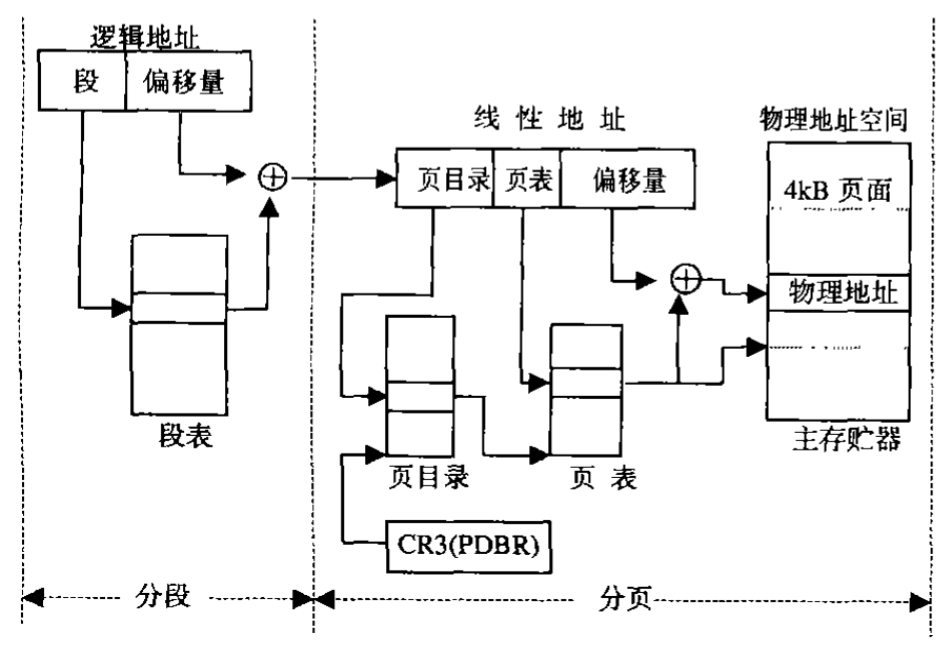 逻辑地址
段 偏移量
线 性 地 址
物理地址空间
页目录 页表 偏移量
4kB 页面
物理地址
段表
主存贮器
页目录
页 表
CR3(PDBR)
分段
分页